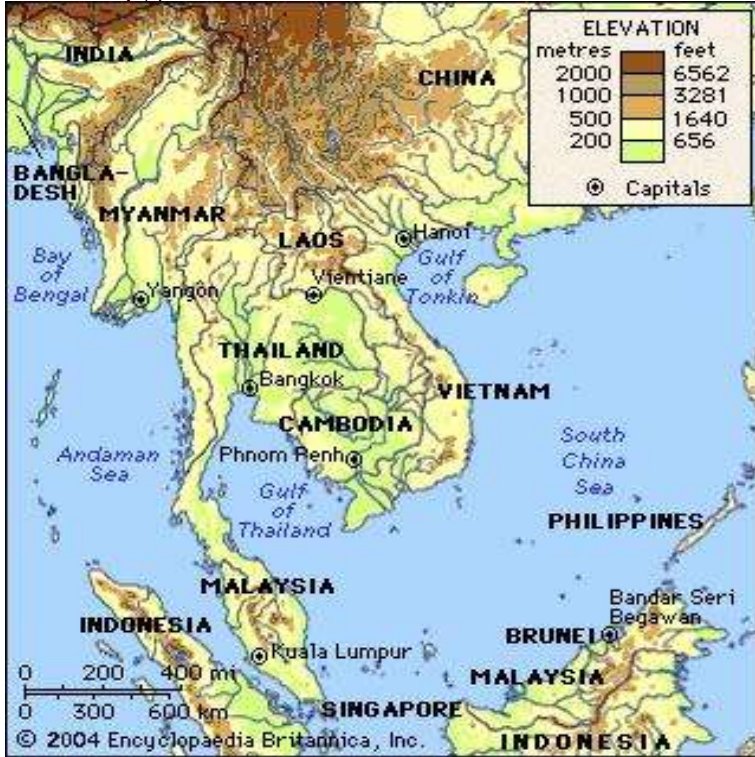 ELEVATION
metres feet
2000 6562
1000 3281
500 1640
200 656
Capitals
INDIA
CHINA
BANGLA-
DESH
MYANMAR
LAOS
Hanoi
Bay
of
Bengal
Gulf
of
Tonkin
Yangôn
Vientiane
THAILAND
Bangkok
VIETNAM
CAMBODIA
Andaman
Sea
Phnom Penh
South
China
Sea
Gulf
of
Thailand
PHILIPPINES
MALAYSIA
Bandar Seri
Begawan
INDONESIA
BRUNEI
Kuala Lumpur
MALAYSIA
0 200 400 mi
0 300 600 km
SINGAPORE
© 2004 Encyclopaedia Britannica, Inc.
INDONESIA